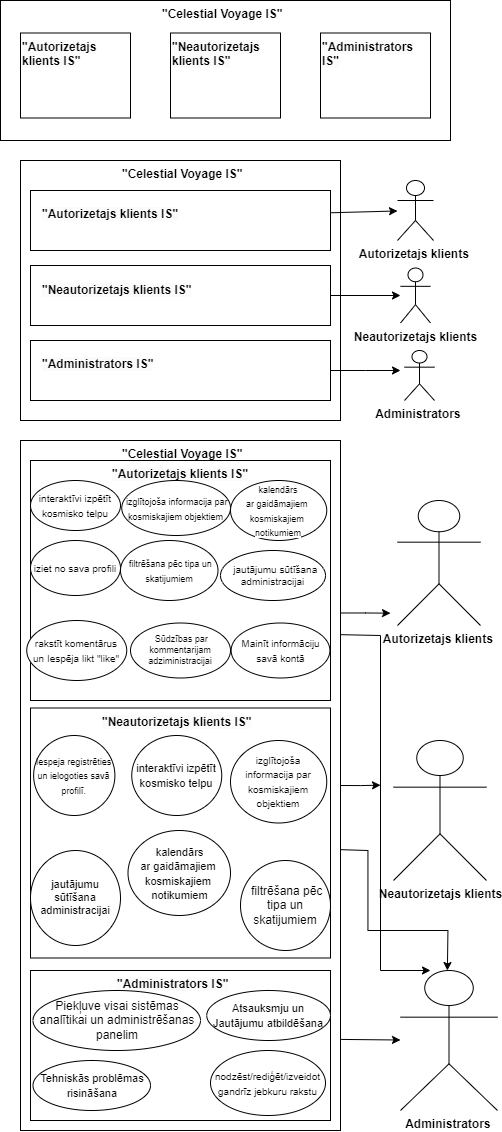 "Celestial Voyage IS"
"Autorizetajs
klients IS"
"Neautorizetajs
klients IS"
"Administrators
IS"
"Celestial Voyage IS"
"Autorizetajs klients IS"
Autorizetajs klients
"Neautorizetajs klients IS"
Neautorizetajs klients
"Administrators IS"
Administrators
"Celestial Voyage IS"
"Autorizetajs klients IS"
interaktīvi izpētīt
kosmisko telpu
izglītojoša informacija par
kosmiskajiem objektiem
kalendārs
ar gaidāmajiem
kosmiskajiem
notikumiem
iziet no sava profili
filtrēšana pēc tipa un
skatijumiem
jautājumu sūtīšana
administracijai
rakstīt komentārus
un Iespēja likt "like"
Sūdzības par
kommentarijam
adziministracijai
Mainīt informāciju
savā kontā
Autorizetajs klients
"Neautorizetajs klients IS"
Iespeja registrēties
un ielogoties savā
profilī.
interaktīvi izpētīt
kosmisko telpu
izglītojoša
informacija par
kosmiskajiem
objektiem
jautājumu
sūtīšana
administracijai
kalendārs
ar gaidāmajiem
kosmiskajiem
notikumiem
filtrēšana pēc
tipa un
skatijumiem
Neautorizetajs klients
"Administrators IS"
Piekļuve visai sistēmas
analītikai un administrēšanas
panelim
Atsauksmju un
Jautājumu atbildēšana
Tehniskās problēmas
risināšana
nodzēst/rediģēt/izveidot
gandrīz jebkuru rakstu
Administrators